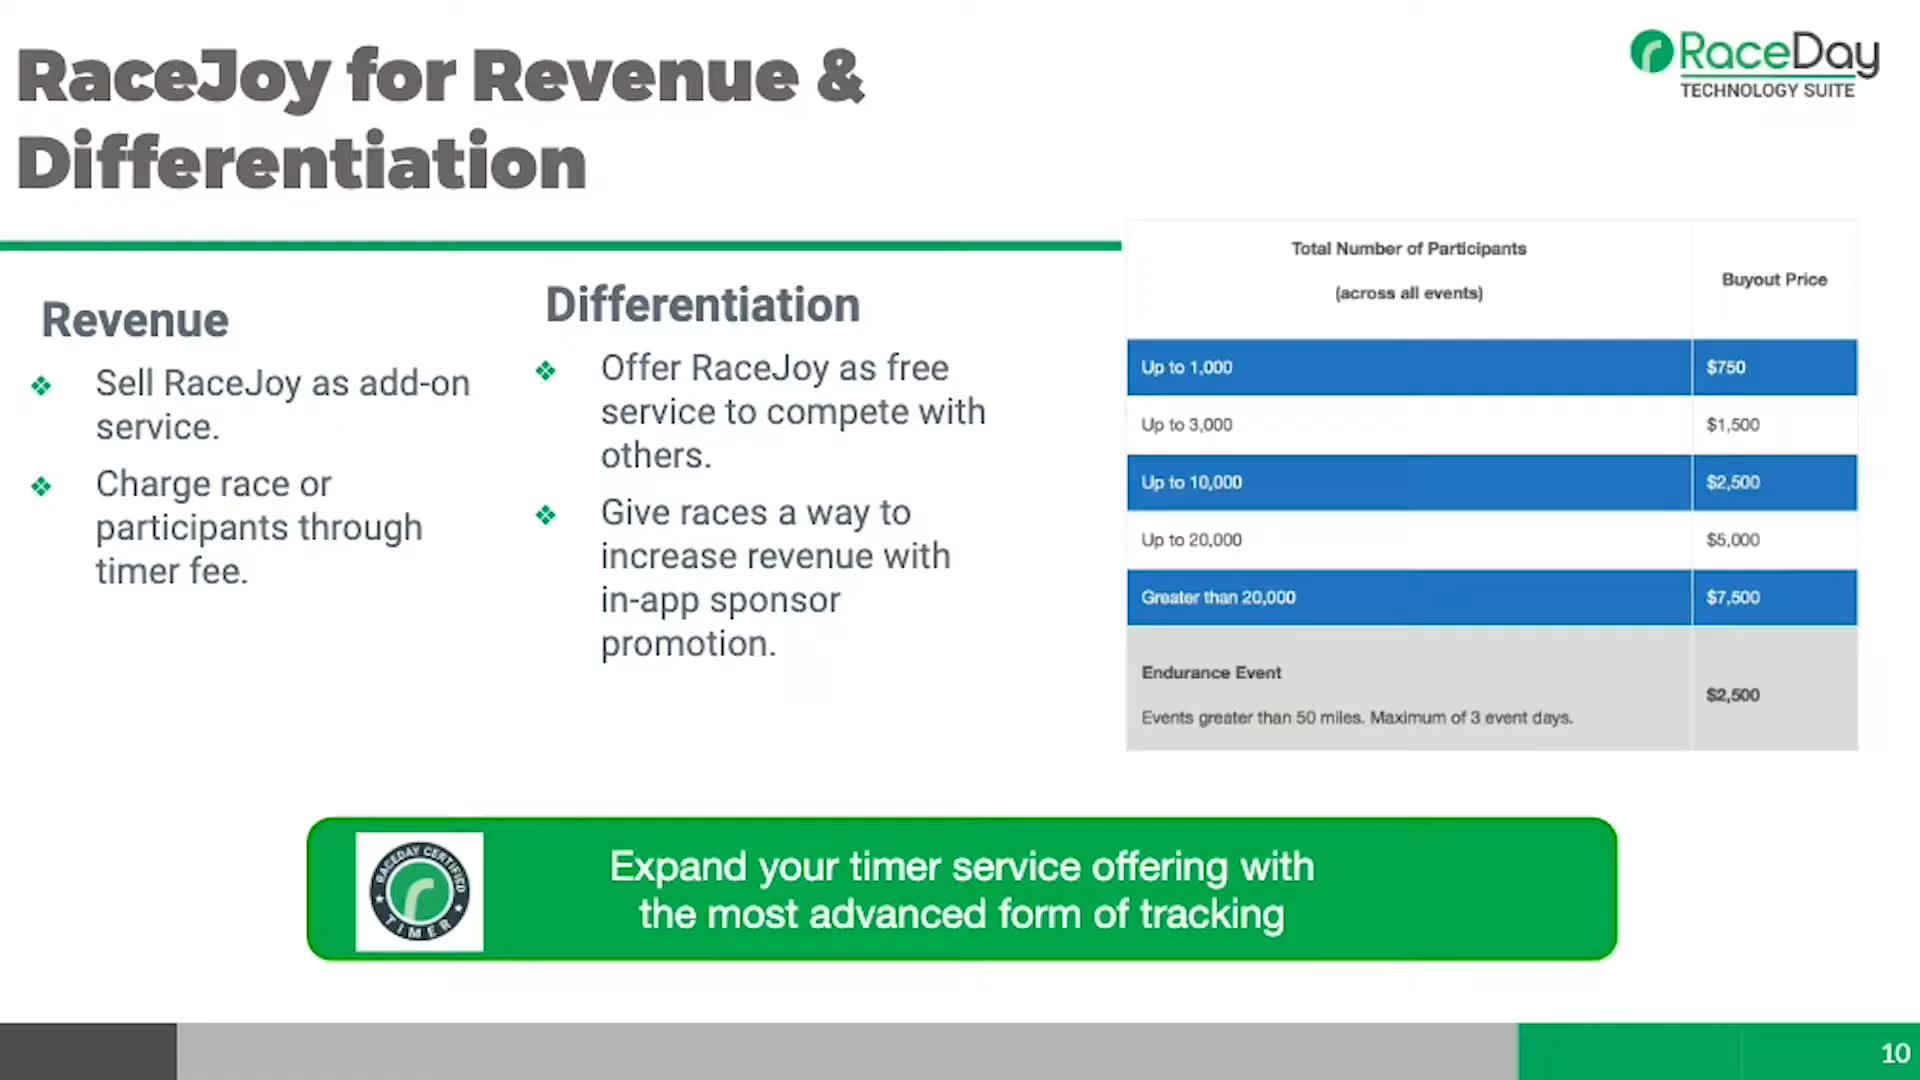 RaceJoy for Revenue &
Differentiation
RaceDay
TECHNOLOGY SUITE
Revenue
Sell RaceJoy as add-on
service.
Charge race or
participants through
timer fee.
Differentiation
Offer RaceJoy as free
service to compete with
others.
Give races a way to
increase revenue with
in-app sponsor
promotion.
Total Number of Participants
(across all events)
Buyout Price
Up to 1,000 $750
Up to 3,000 $1,500
Up to 10,000 $2,500
Up to 20,000 $5,000
Greater than 20,000 $7,500
Endurance Event
Events greater than 50 miles. Maximum of 3 event days.
$2,500
RACEDAY CERTIFIED
TIMER
Expand your timer service offering with
the most advanced form of tracking
10